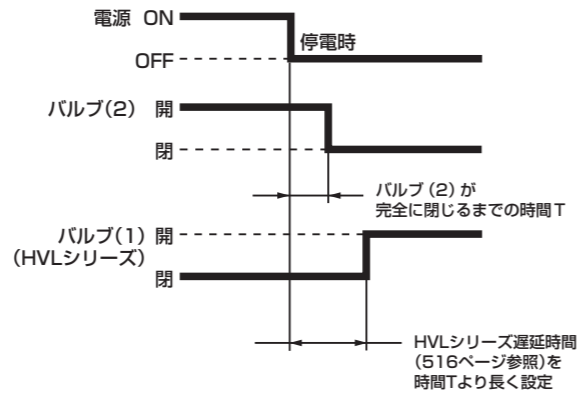 電源 ON
停電時
OFF
バルブ(2) 開
閉
バルブ(2)が
完全に閉じるまでの時間T
バルブ(1) 開
(HVLシリーズ)
閉
HVLシリーズ遅延時間
(516ページ参照)を
時間Tより長く設定